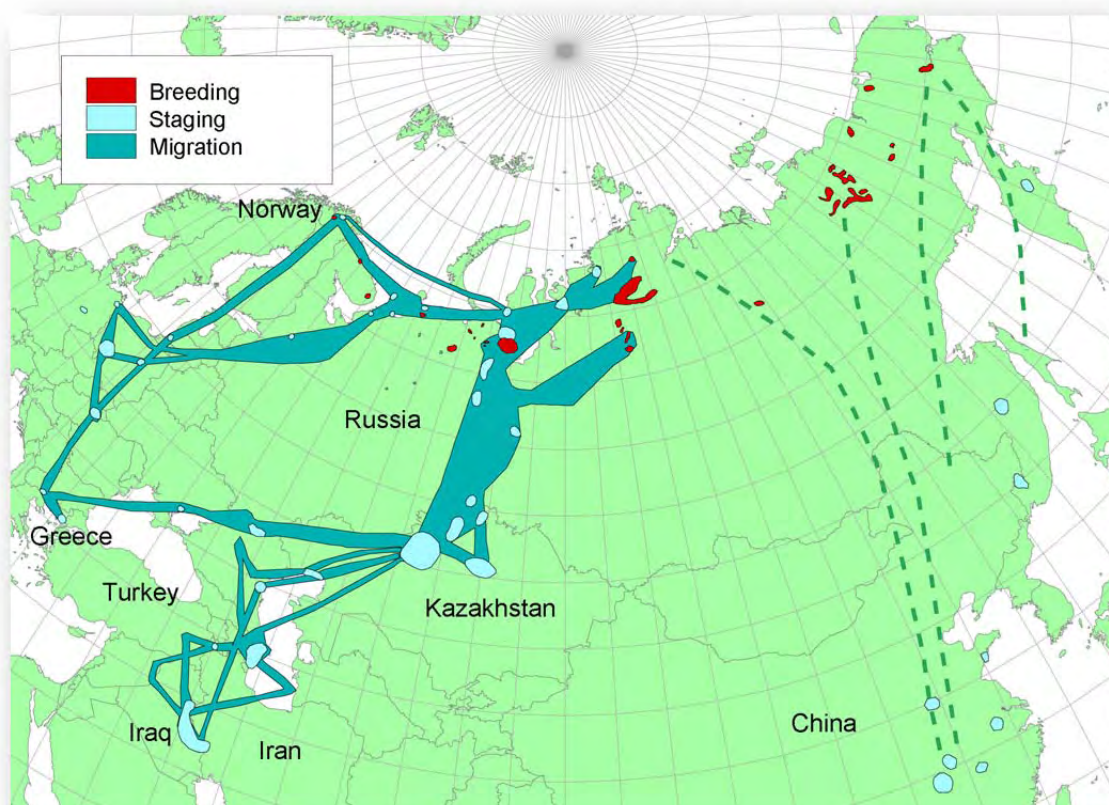 Breeding
Staging
Migration
Norway
Russia
Greece
Turkey
Kazakhstan
Iraq
Iran
China